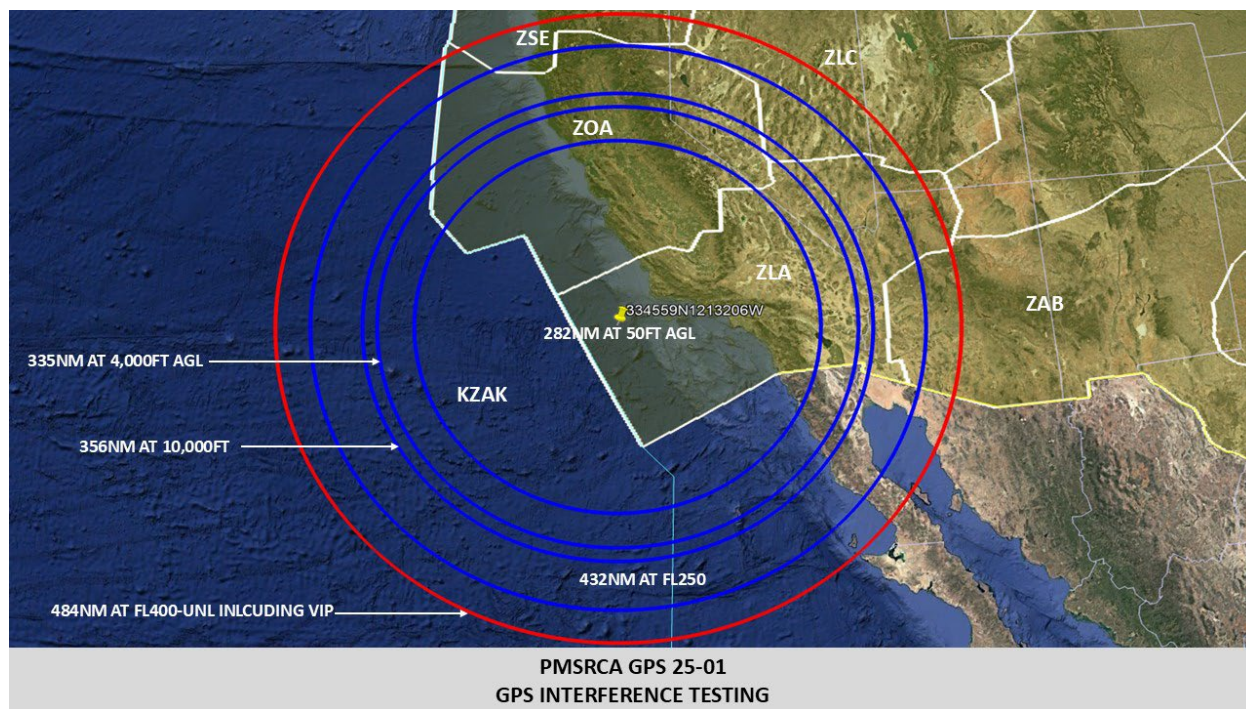 ZSE
ZLC
ZOA
ZLA
ZAB
334559N1213206W
282NM AT 50FT AGL
335NM AT 4,000FT AGL
KZAK
356NM AT 10,000FT
432NM AT FL250
484NM AT FL400-UNL INLCUDING VIP
PMSRCA GPS 25-01
GPS INTERFERENCE TESTING